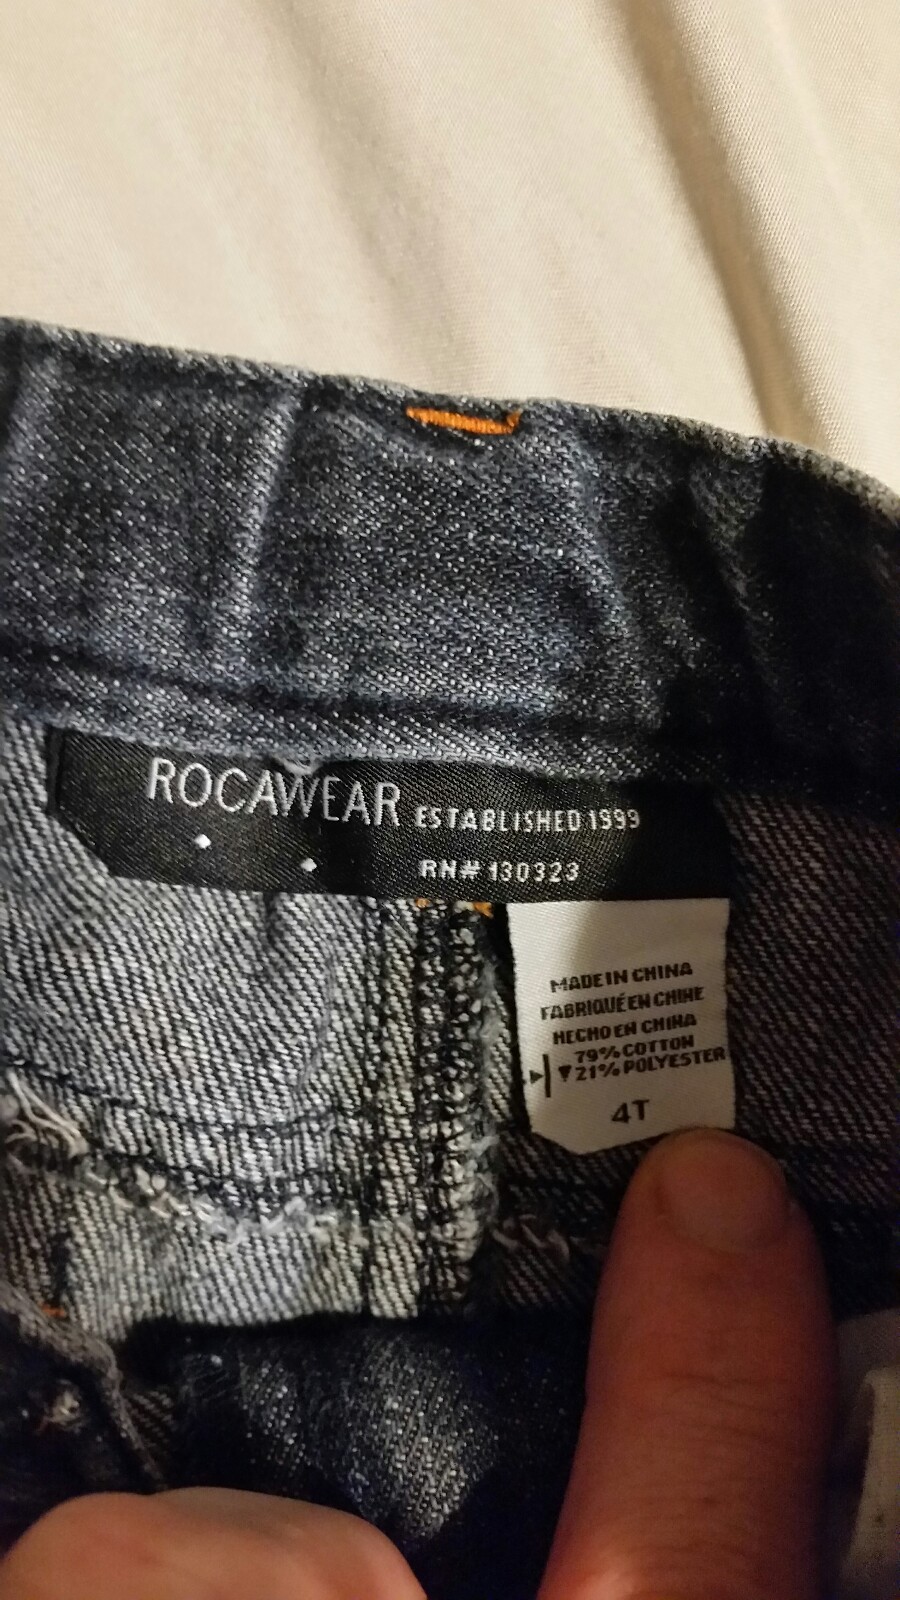 ROCAWEAR ESTABLISHED 1999
RN# 130323
MADE IN CHINA
FABRIQUÉ EN CHINE
HECHO EN CHINA
79% COTTON
21% POLYESTER
4T